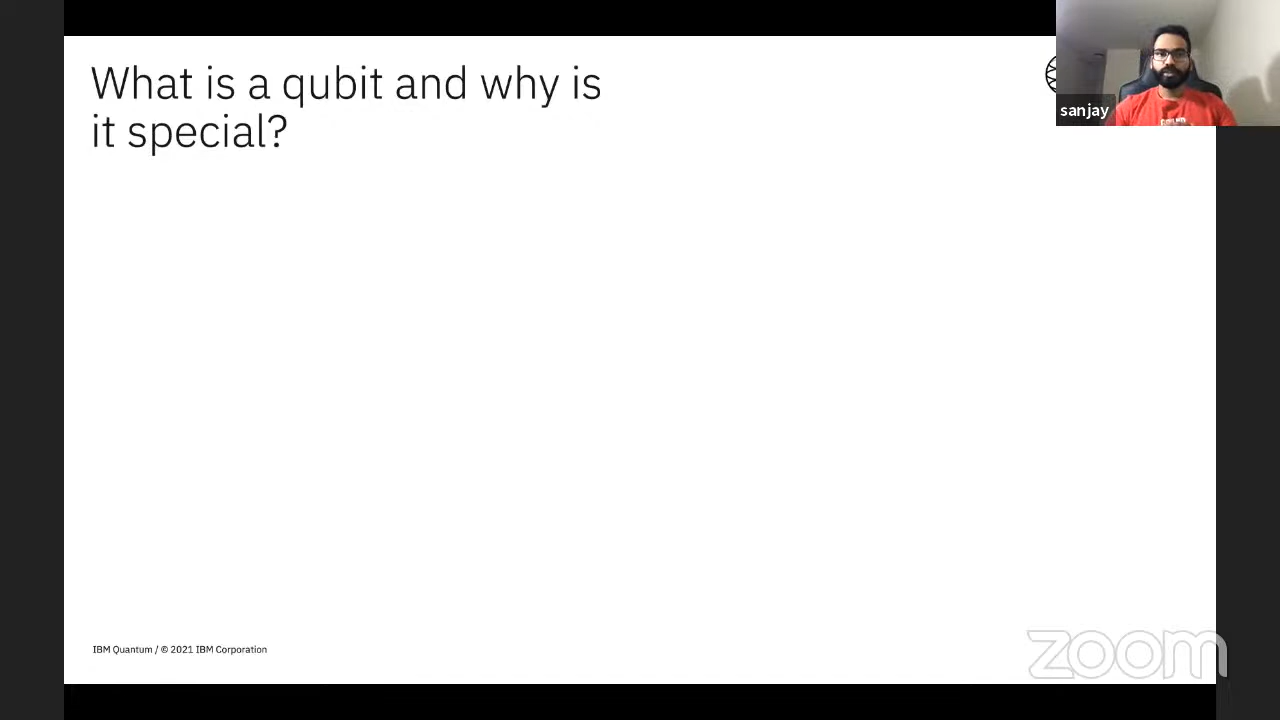 What is a qubit and why is
it special?
sanjay
IBM Quantum / © 2021 IBM Corporation
zoom